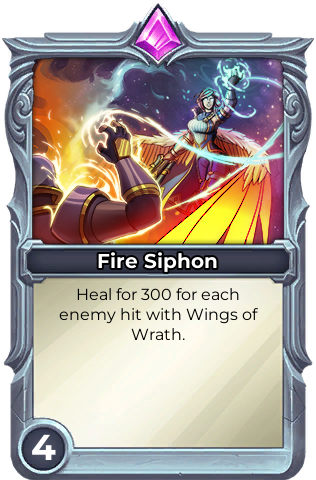 Fire Siphon
Heal for 300 for each
enemy hit with Wings of
Wrath.
4